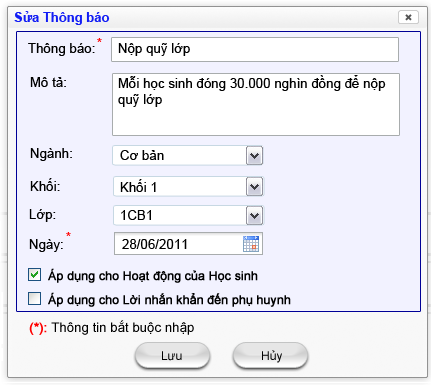 Sửa Thông báo
Thông báo:* Nộp quỹ lớp
Mô tả: Mỗi học sinh đóng 30.000 nghìn đồng để nộp
quỹ lớp
Ngành: Cơ bản
Khối: Khối 1
Lớp: 1CB1
Ngày:* 28/06/2011
Áp dụng cho Hoạt động của Học sinh
Áp dụng cho Lời nhắn khẩn đến phụ huynh
(*): Thông tin bắt buộc nhập
Lưu Hủy